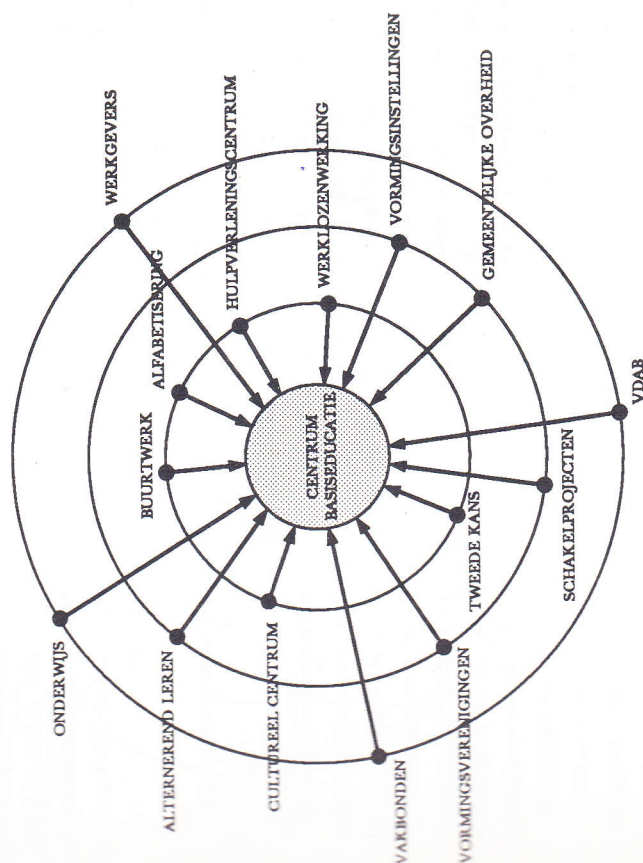 WERKGEVERS
HULPVERLENINGSCENTRUM
ALFABETISERING
WERKLOZENWERKING
VORMINGSINSTELLINGEN
GEMEENTELIJKE OVERHEID
BUURTWERK
CENTRUM
BASISEDUCATIE
VDAB
ONDERWIJS
ALTERNEREND LEREN
CULTUREEL CENTRUM
TWEEDE KANS
SCHAKELPROJECTEN
VAKBONDEN
VORMINGSVERENIGINGEN